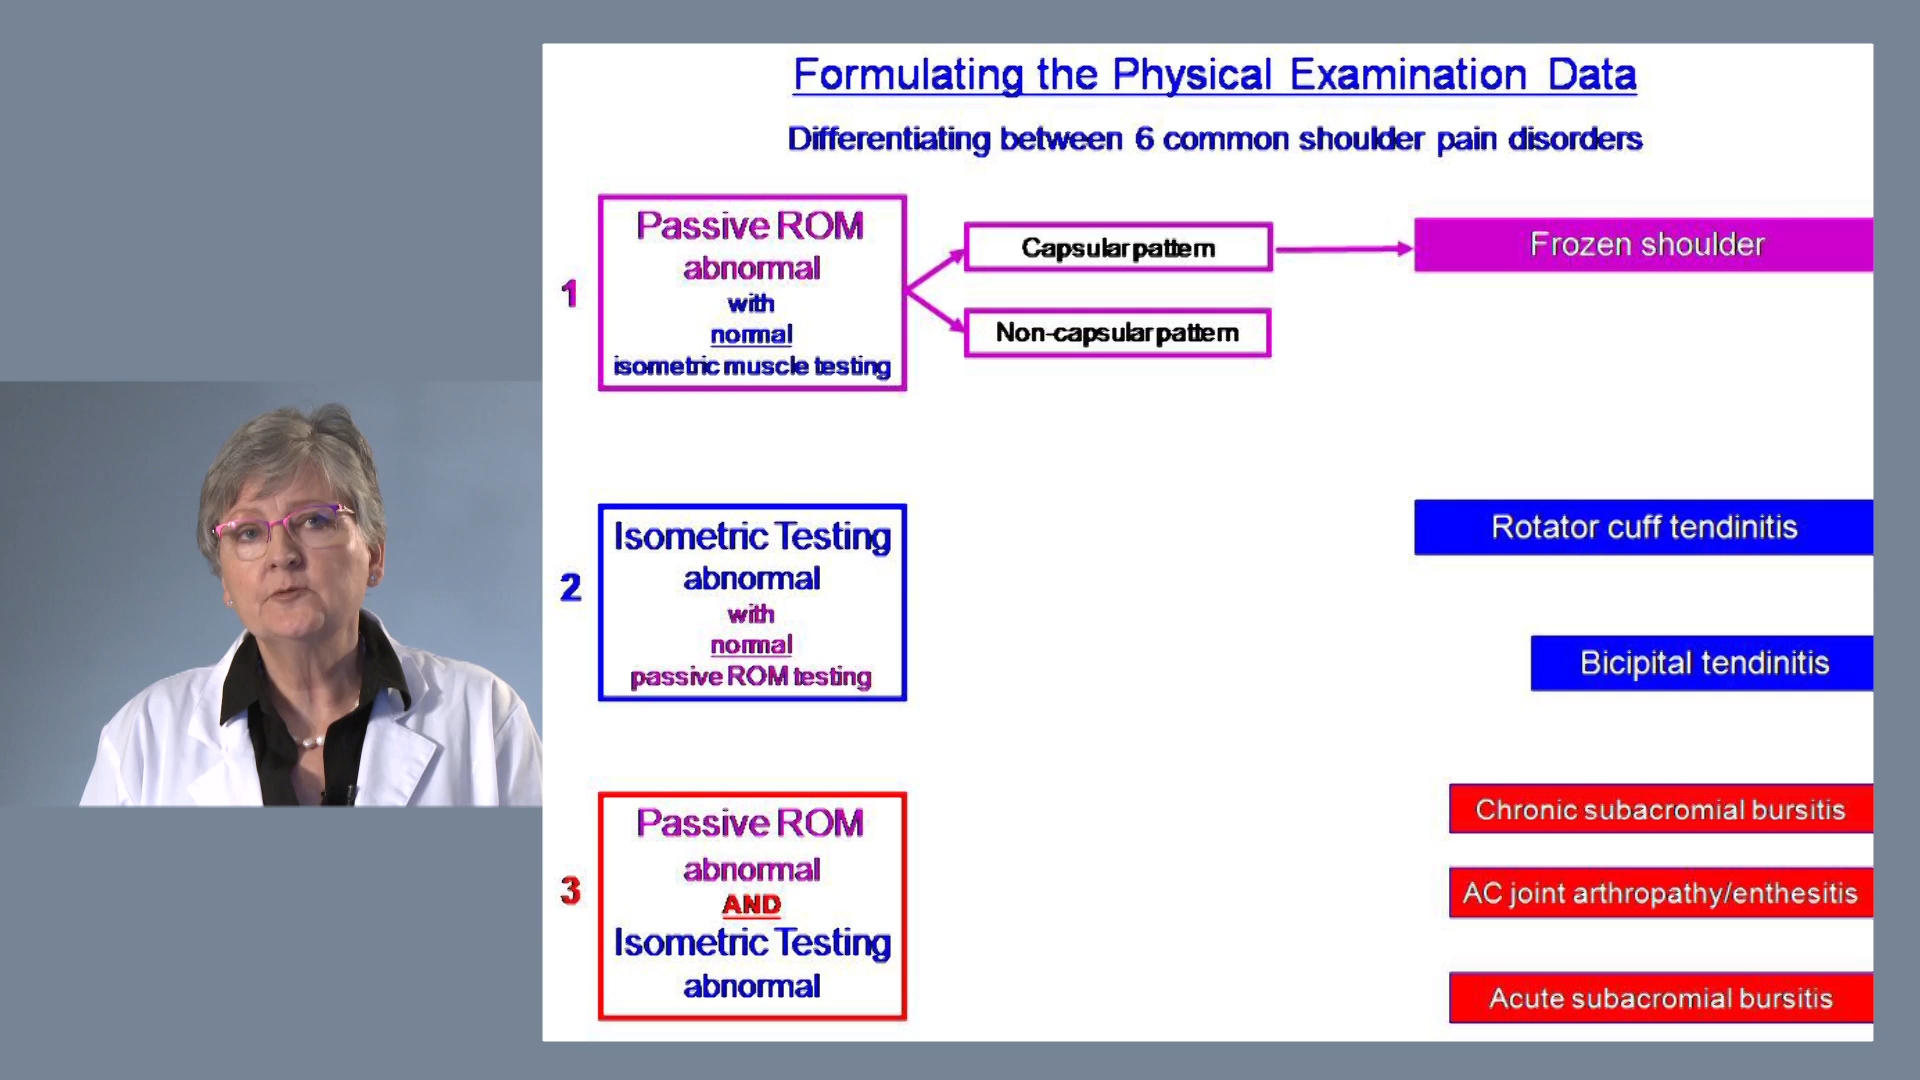 Formulating the Physical Examination Data
Differentiating between 6 common shoulder pain disorders
1
Passive ROM
abnormal
with
normal
isometric muscle testing
Capsular pattern
Non-capsular pattern
Frozen shoulder
2
Isometric Testing
abnormal
with
normal
passive ROM testing
Rotator cuff tendinitis
Bicipital tendinitis
3
Passive ROM
abnormal
AND
Isometric Testing
abnormal
Chronic subacromial bursitis
AC joint arthropathy/enthesitis
Acute subacromial bursitis